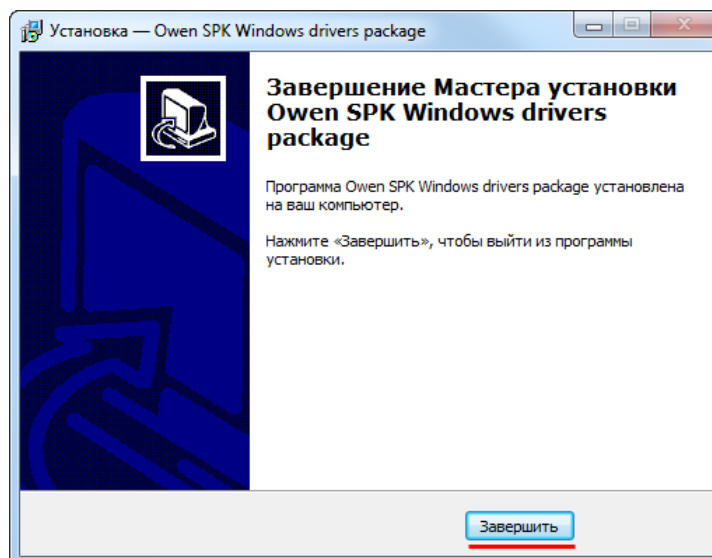 Установка — Owen SPK Windows drivers package
Завершение Мастера установки
Owen SPK Windows drivers
package
Программа Owen SPK Windows drivers package установлена
на ваш компьютер.
Нажмите «Завершить», чтобы выйти из программы
установки.
Завершить